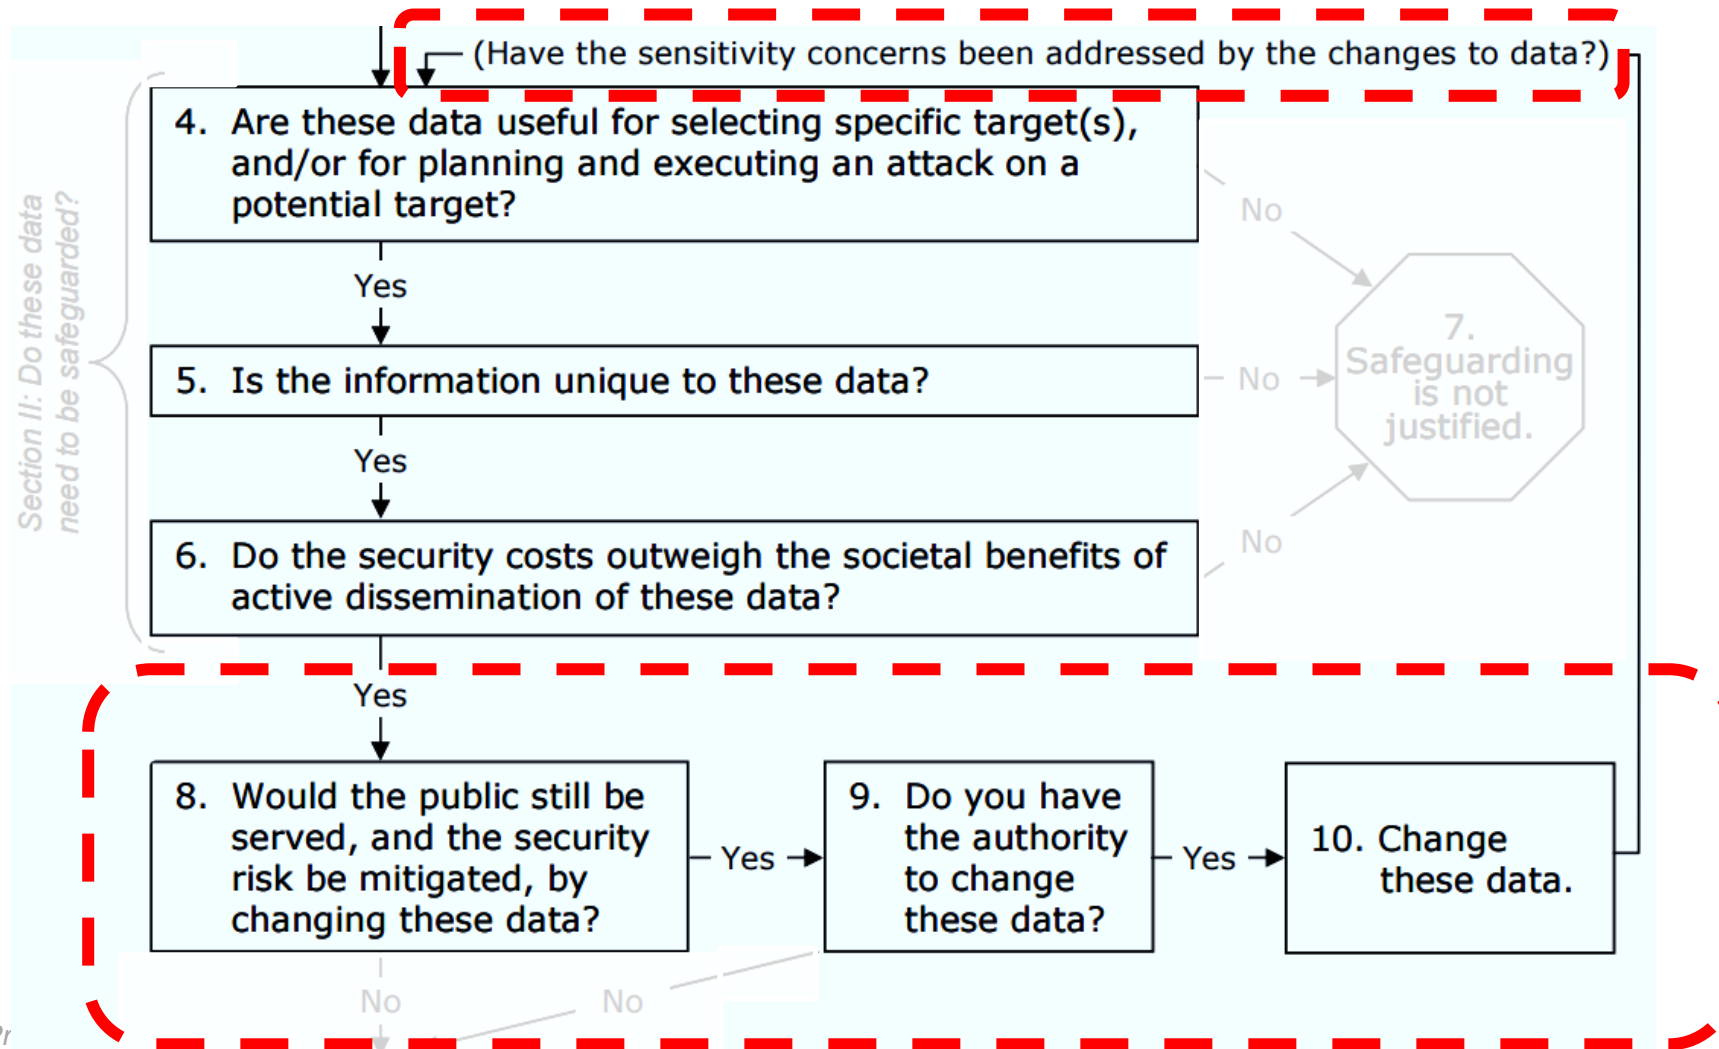 (Have the sensitivity concerns been addressed by the changes to data?)
4. Are these data useful for selecting specific target(s),
and/or for planning and executing an attack on a
potential target?
No
Section II: Do these data
need to be safeguarded?
Yes
7.
Safeguarding
is not
justified.
5. Is the information unique to these data?
No
Yes
6. Do the security costs outweigh the societal benefits of
active dissemination of these data?
No
Yes
8. Would the public still be
served, and the security
risk be mitigated, by
changing these data?
Yes
9. Do you have
the authority
to change
these data?
Yes
10. Change
these data.
No
No